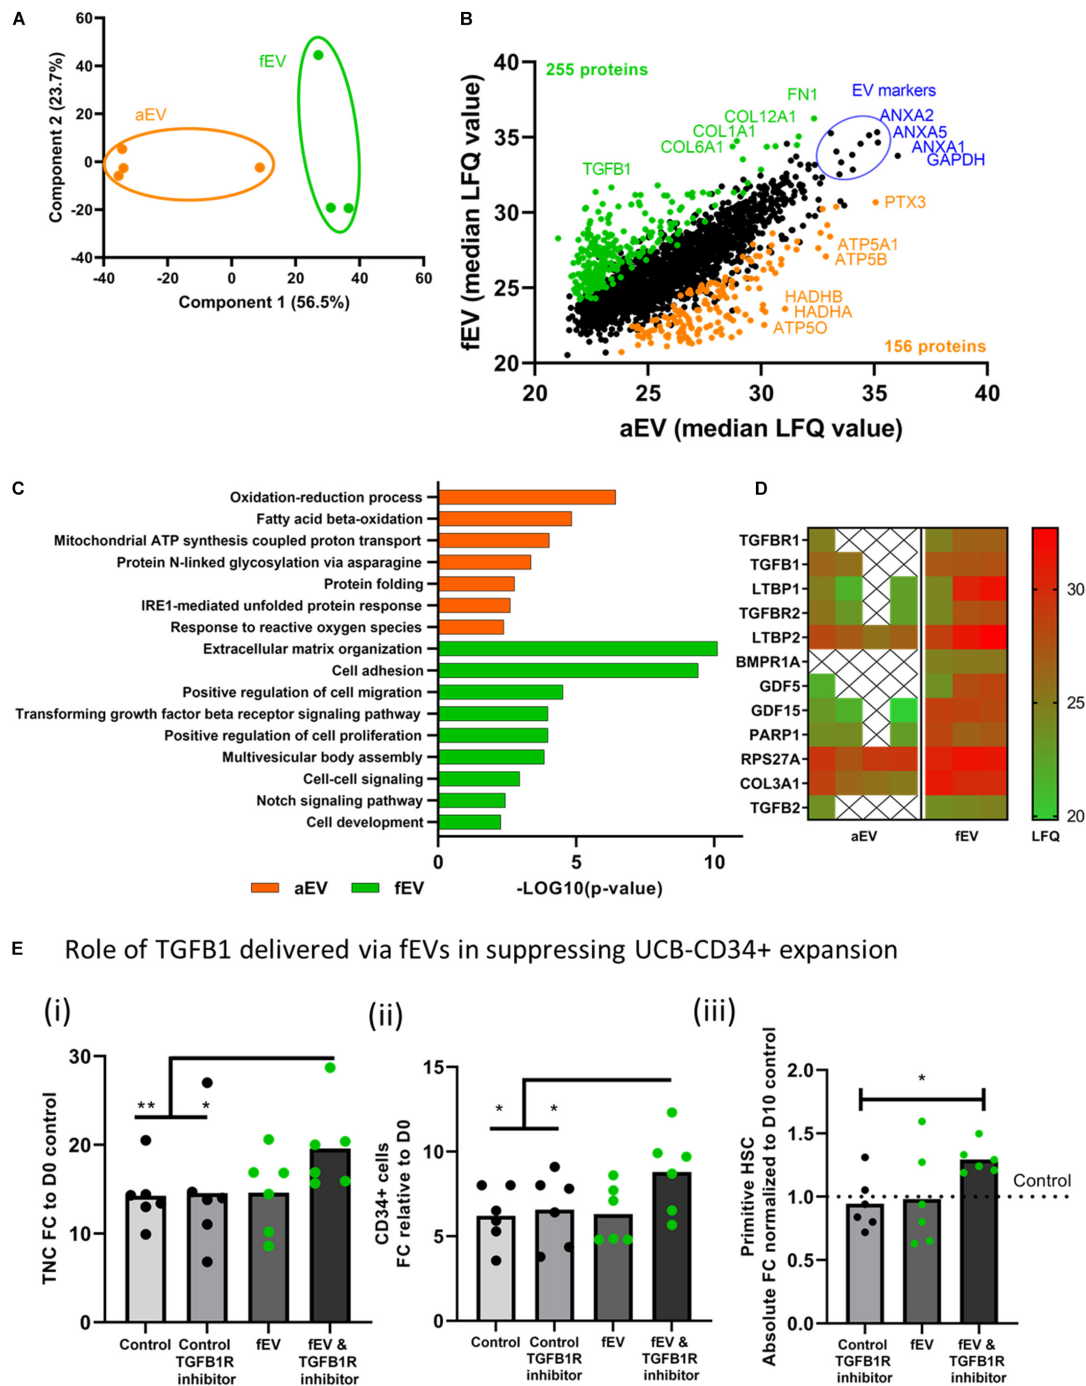 A
Component 2 (23.7%)
60
40
20
0
-20
-40
aEV
fEV
-40
-20
0
20
40
60
Component 1 (56.5%)
B
fEV (median LFQ value)
40
35
30
25
20
255 proteins
FN1
COL12A1
COL1A1
COL6A1
TGFB1
EV markers
ANXA2
ANXA5
ANXA1
GAPDH
PTX3
ATP5A1
ATP5B
HADHB
HADHA
ATP5O
156 proteins
20
25
30
35
40
aEV (median LFQ value)
C
Oxidation-reduction process
Fatty acid beta-oxidation
Mitochondrial ATP synthesis coupled proton transport
Protein N-linked glycosylation via asparagine
Protein folding
IRE1-mediated unfolded protein response
Response to reactive oxygen species
Extracellular matrix organization
Cell adhesion
Positive regulation of cell migration
Transforming growth factor beta receptor signaling pathway
Positive regulation of cell proliferation
Multivesicular body assembly
Cell-cell signaling
Notch signaling pathway
Cell development
0
5
10
aEV
fEV
-LOG10(p-value)
D
TGFBR1
TGFB1
LTBP1
TGFBR2
LTBP2
BMPR1A
GDF5
GDF15
PARP1
RPS27A
COL3A1
TGFB2
aEV
fEV
LFQ
30
25
20
E
Role of TGFB1 delivered via fEVs in suppressing UCB-CD34+ expansion
(i)
TNC FC to D0 control
30
20
10
0
**
*
Control
Control
TGFB1R
inhibitor
fEV
fEV &
TGFB1R
inhibitor
(ii)
CD34+ cells
FC relative to D0
15
10
5
0
*
*
Control
Control
TGFB1R
inhibitor
fEV
fEV &
TGFB1R
inhibitor
(iii)
Primitive HSC
Absolute FC normalized to D10 control
2.0
1.5
1.0
0.5
0.0
*
Control
Control
TGFB1R
inhibitor
fEV
fEV &
TGFB1R
inhibitor